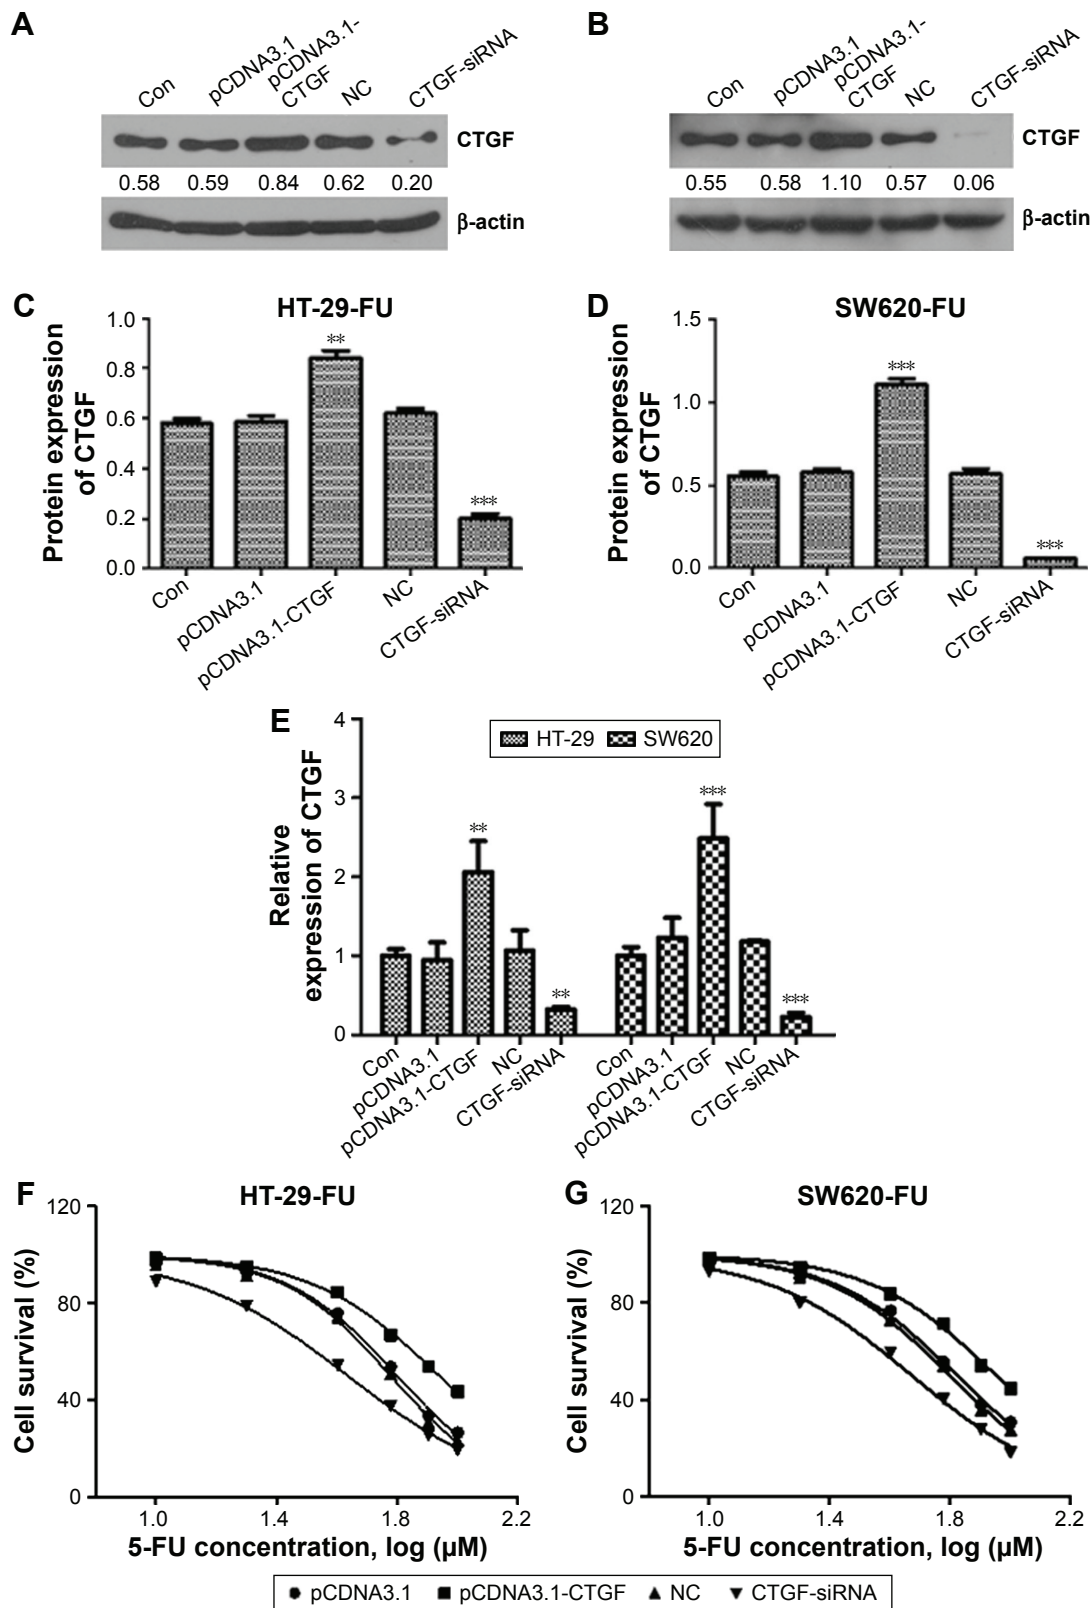 A
Con
pCDNA3.1
pCDNA3.1-
CTGF
NC
CTGF-siRNA
CTGF
0.58 0.59 0.84 0.62 0.20
β-actin
B
Con
pCDNA3.1
pCDNA3.1-
CTGF
NC
CTGF-siRNA
CTGF
0.55 0.58 1.10 0.57 0.06
β-actin
C
HT-29-FU
Protein expression
of CTGF
1.0
0.8
0.6
0.4
0.2
0.0
**
***
Con
pCDNA3.1
pCDNA3.1-CTGF
NC
CTGF-siRNA
D
SW620-FU
Protein expression
of CTGF
1.5
1.0
0.5
0.0
***
***
Con
pCDNA3.1
pCDNA3.1-CTGF
NC
CTGF-siRNA
E
Relative
expression of CTGF
4
3
2
1
0
HT-29 SW620
**
**
***
***
Con
pCDNA3.1
pCDNA3.1-CTGF
NC
CTGF-siRNA
Con
pCDNA3.1
pCDNA3.1-CTGF
NC
CTGF-siRNA
F
HT-29-FU
Cell survival (%)
120
80
40
0
1.0 1.4 1.8 2.2
5-FU concentration, log (μM)
G
SW620-FU
Cell survival (%)
120
80
40
0
1.0 1.4 1.8 2.2
5-FU concentration, log (μM)
pCDNA3.1 pCDNA3.1-CTGF NC CTGF-siRNA